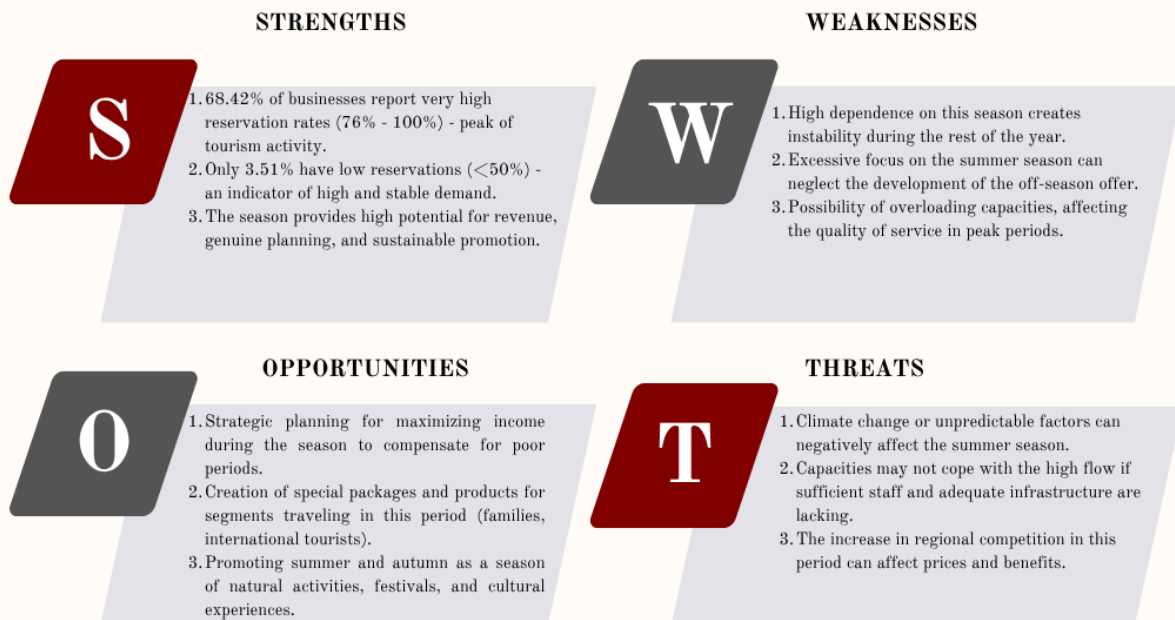 STRENGTHS
S
1. 68.42% of businesses report very high
reservation rates (76% - 100%) - peak of
tourism activity.
2. Only 3.51% have low reservations (<50%) -
an indicator of high and stable demand.
3. The season provides high potential for revenue,
genuine planning, and sustainable promotion.
WEAKNESSES
W
1. High dependence on this season creates
instability during the rest of the year.
2. Excessive focus on the summer season can
neglect the development of the off-season offer.
3. Possibility of overloading capacities, affecting
the quality of service in peak periods.
OPPORTUNITIES
O
1. Strategic planning for maximizing income
during the season to compensate for poor
periods.
2. Creation of special packages and products for
segments traveling in this period (families,
international tourists).
3. Promoting summer and autumn as a season
of natural activities, festivals, and cultural
experiences.
THREATS
T
1. Climate change or unpredictable factors can
negatively affect the summer season.
2. Capacities may not cope with the high flow if
sufficient staff and adequate infrastructure are
lacking.
3. The increase in regional competition in this
period can affect prices and benefits.